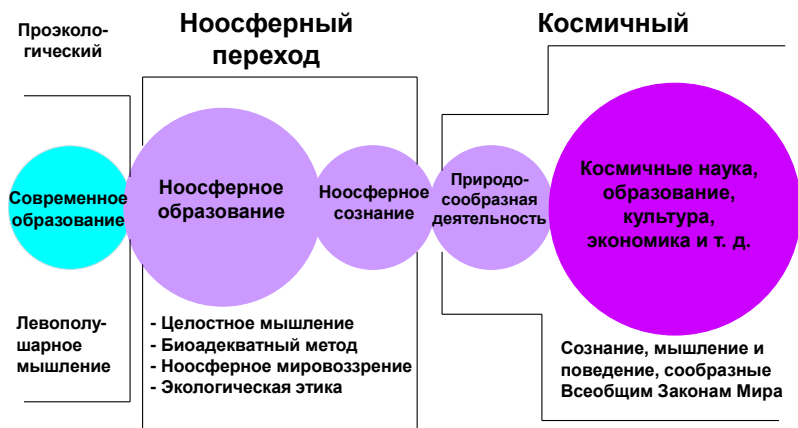 Проэколо-
гический
Ноосферный
переход
Космичный
Современное
образование
Ноосферное
образование
Ноосферное
сознание
Природо-
сообразная
деятельность
Космичные наука,
образование,
культура,
экономика и т. д.
Левополу-
шарное
мышление
- Целостное мышление
- Биоадекватный метод
- Ноосферное мировоззрение
- Экологическая этика
Сознание, мышление и
поведение, сообразные
Всеобщим Законам Мира